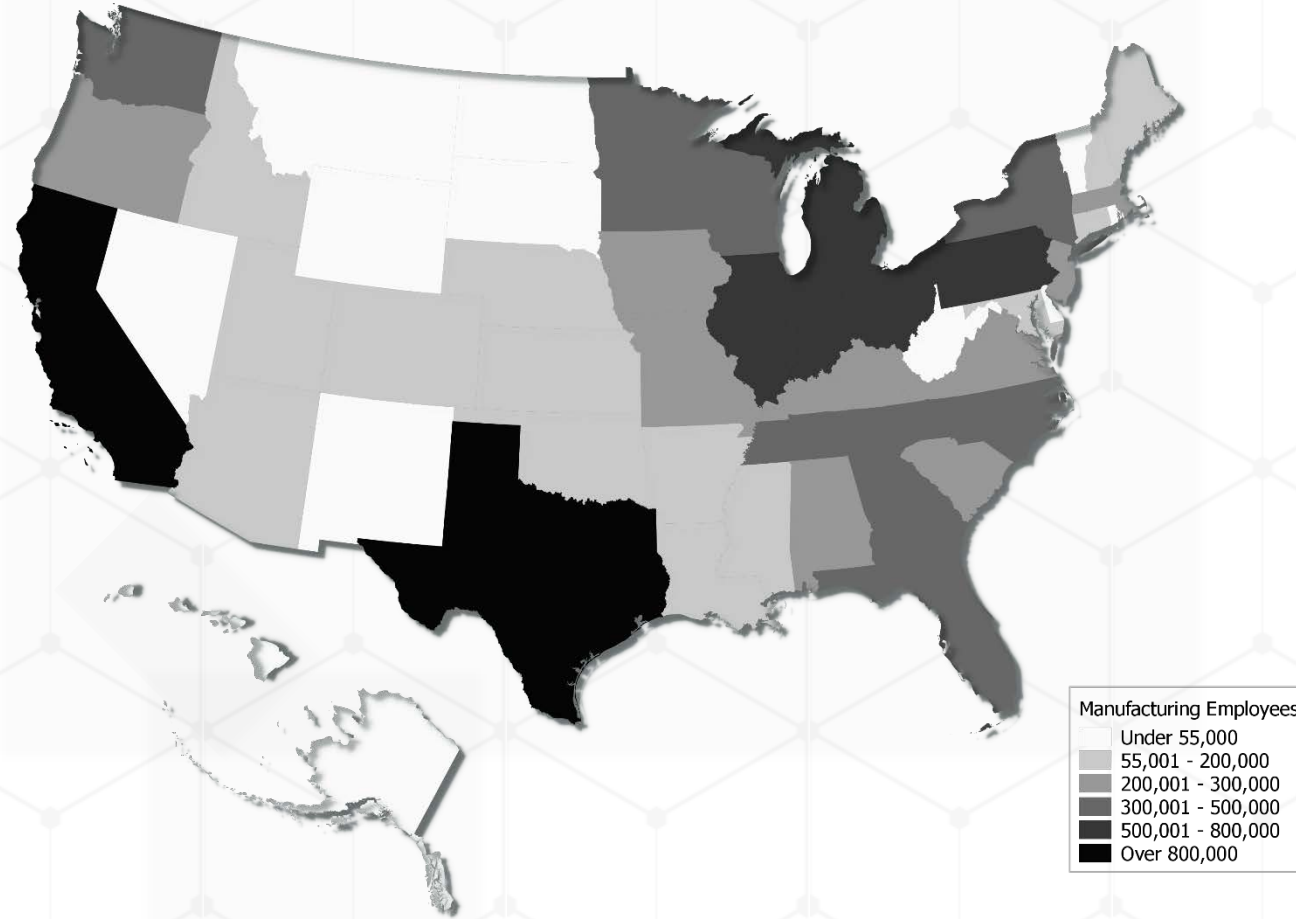 Manufacturing Employees
Under 55,000
55,001 - 200,000
200,001 - 300,000
300,001 - 500,000
500,001 - 800,000
Over 800,000